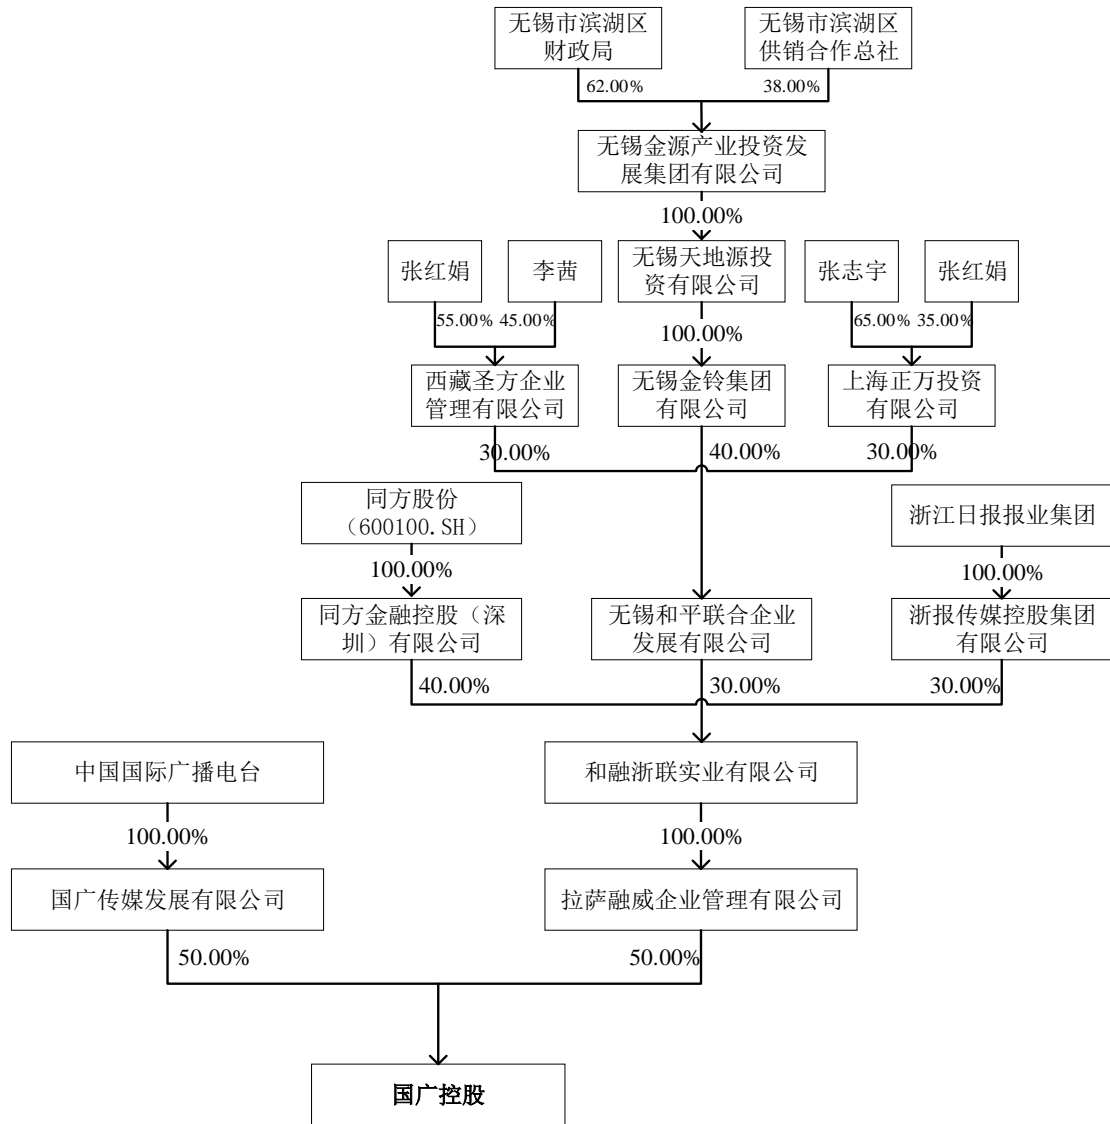 无锡市滨湖区
财政局
无锡市滨湖区
供销合作总社
62.00%
38.00%
无锡金源产业投资发
展集团有限公司
100.00%
张红娟
李茜
无锡天地源投
资有限公司
张志宇
张红娟
55.00%
45.00%
100.00%
65.00%
35.00%
西藏圣方企业
管理有限公司
无锡金铃集团
有限公司
上海正万投资
有限公司
30.00%
40.00%
30.00%
同方股份
（600100.SH）
浙江日报报业集团
100.00%
100.00%
同方金融控股（深
圳）有限公司
无锡和平联合企业
发展有限公司
浙报传媒控股集团
有限公司
40.00%
30.00%
30.00%
中国国际广播电台
和融浙联实业有限公司
100.00%
100.00%
国广传媒发展有限公司
拉萨融威企业管理有限公司
50.00%
50.00%
国广控股